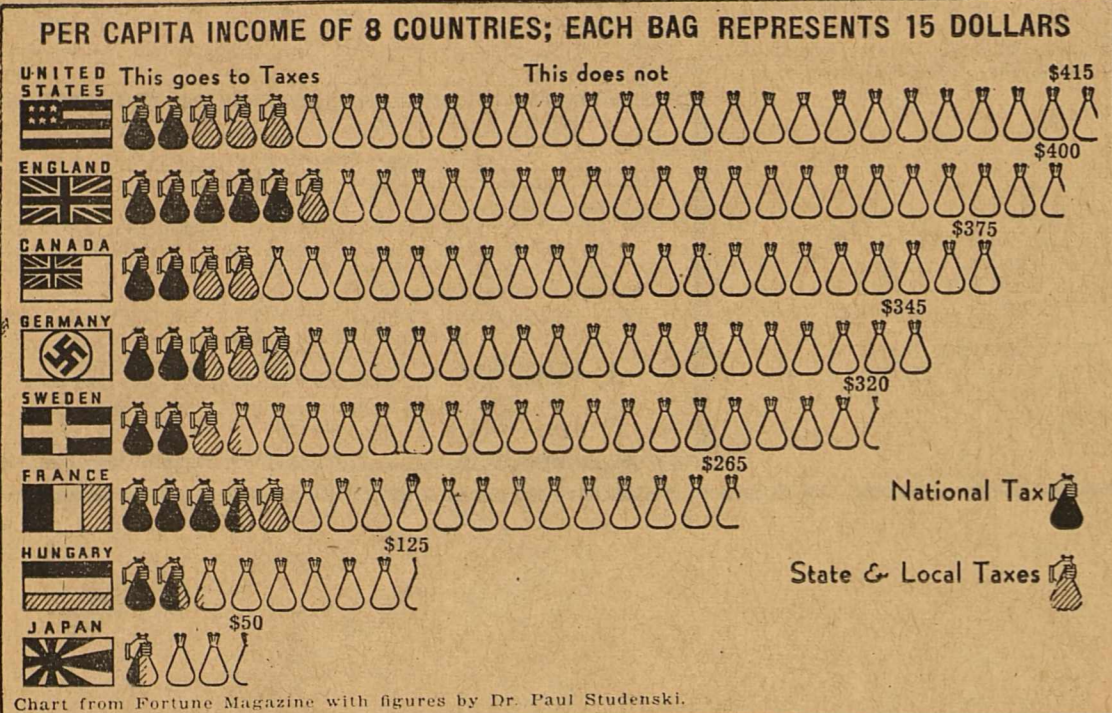 PER CAPITA INCOME OF 8 COUNTRIES; EACH BAG REPRESENTS 15 DOLLARS
UNITED STATES
This goes to Taxes
This does not
$415
ENGLAND
$400
CANADA
$375
GERMANY
$345
SWEDEN
$320
FRANCE
$265
National Tax
HUNGARY
$125
State & Local Taxes
JAPAN
$50
Chart from Fortune Magazine with figures by Dr. Paul Studenski.